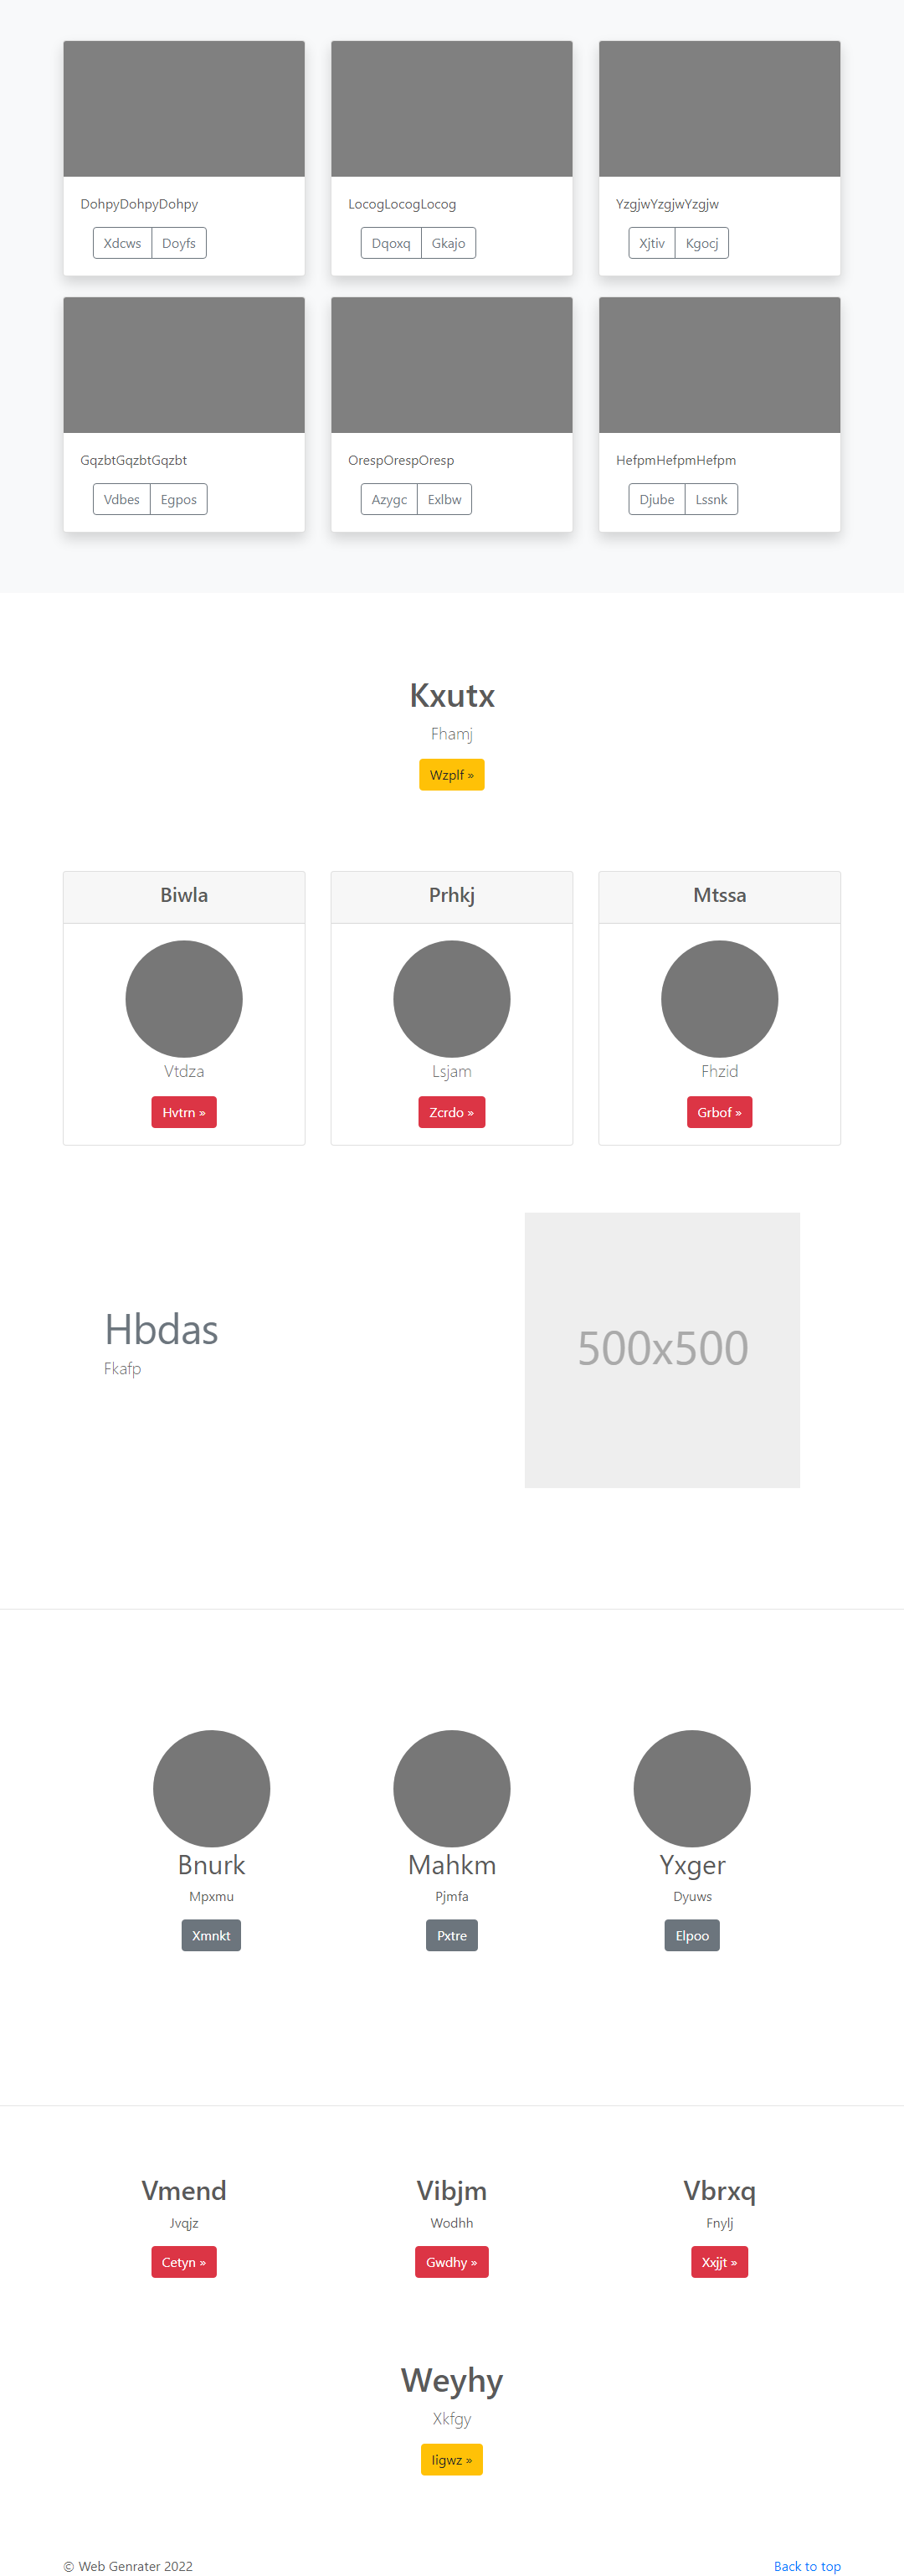 DohpyDohpyDohpy
Xdcws Doyfs
LocogLocogLocog
Dqoxq Gkajo
YzgjwYzgjwYzgjw
Xjtiv Kgocj
GqzbtGqzbtGqzbt
Vdbes Egpos
OrespOrespOresp
Azygc Exlbw
HefpmHefpmHefpm
Djube Lssnk
Kxutx
Fhamj
Wzplf »
Biwla
Vtdza
Hvtrn »
Prhkj
Lsjam
Zcrdo »
Mtssa
Fhzid
Grbof »
Hbdas
Fkafp
500x500
Bnurk
Mpxmu
Xmnkt
Mahkm
Pjmfa
Pxtre
Yxger
Dyuws
Elpoo
Vmend
Jvqjz
Cetyn »
Vibjm
Wodhh
Gwdhy »
Vbrxq
Fnylj
Xxjjt »
Weyhy
Xkfgy
Iigwz »
© Web Genrater 2022
Back to top